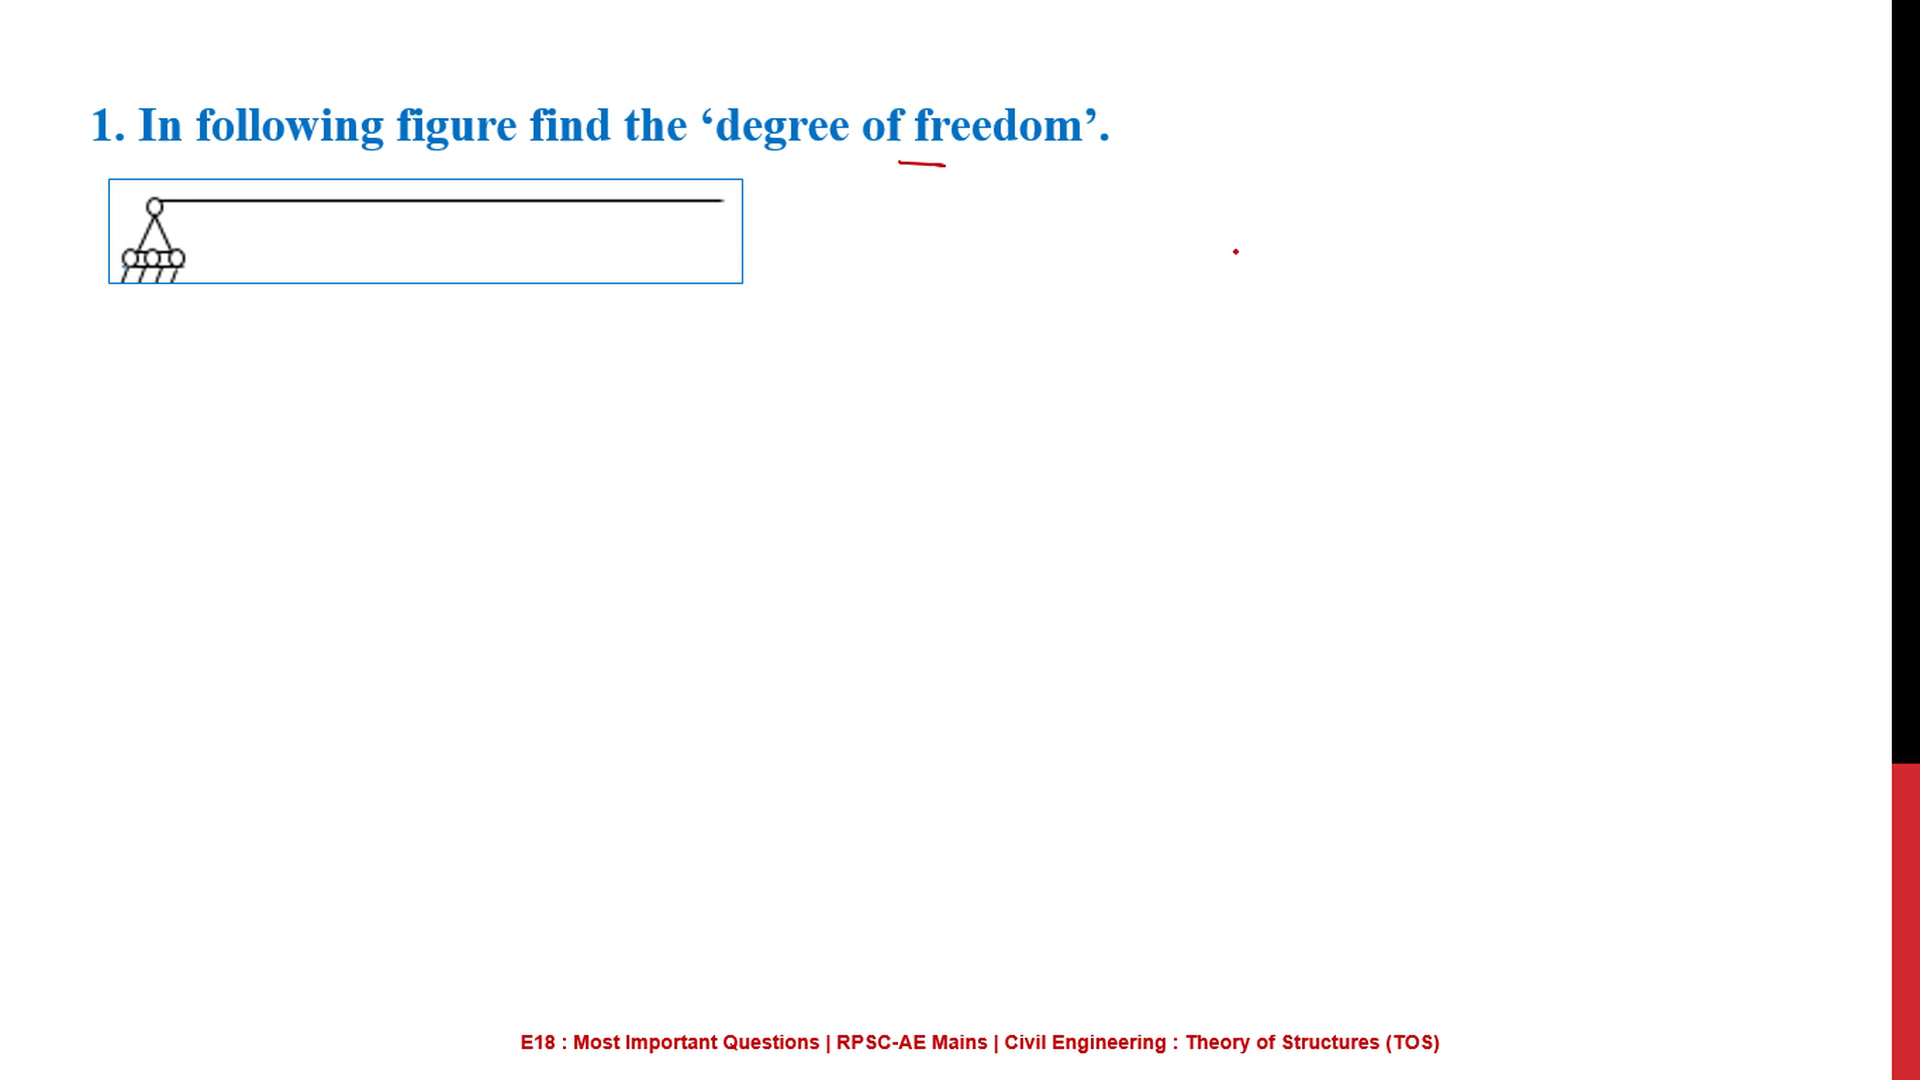 1. In following figure find the ‘degree of freedom’.
E18 : Most Important Questions | RPSC-AE Mains | Civil Engineering : Theory of Structures (TOS)